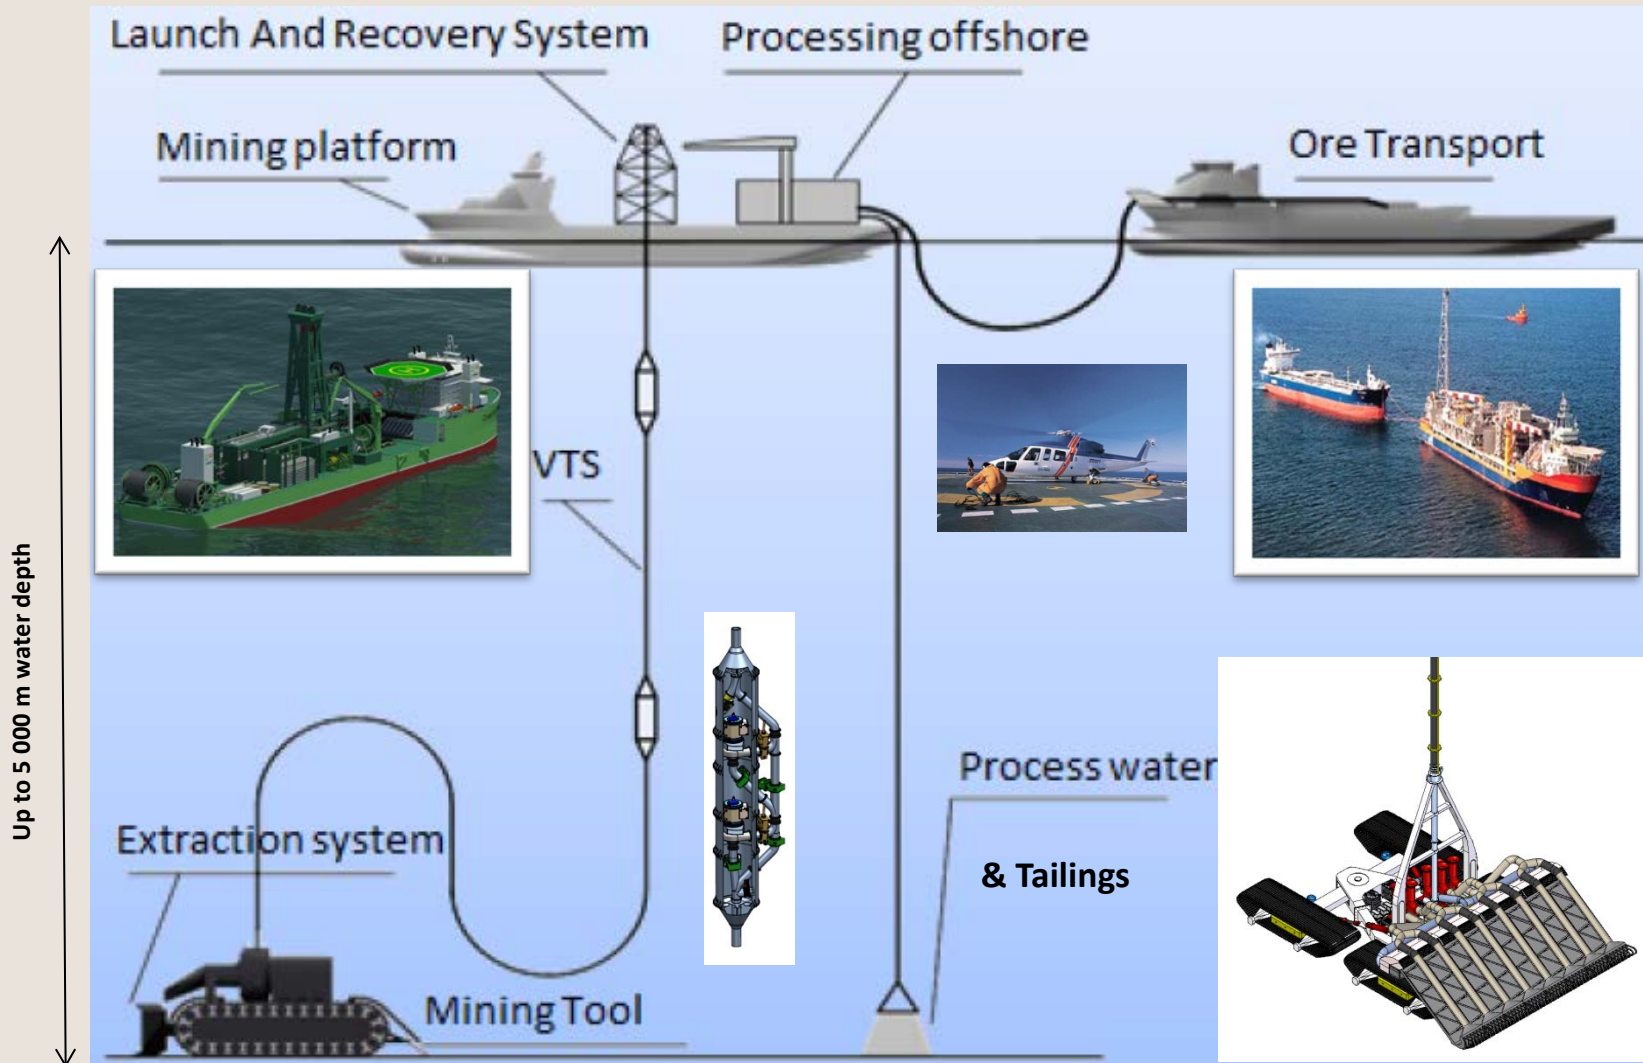 Launch And Recovery System
Processing offshore
Mining platform
Ore Transport
VTS
Up to 5 000 m water depth
Process water
& Tailings
Extraction system
Mining Tool